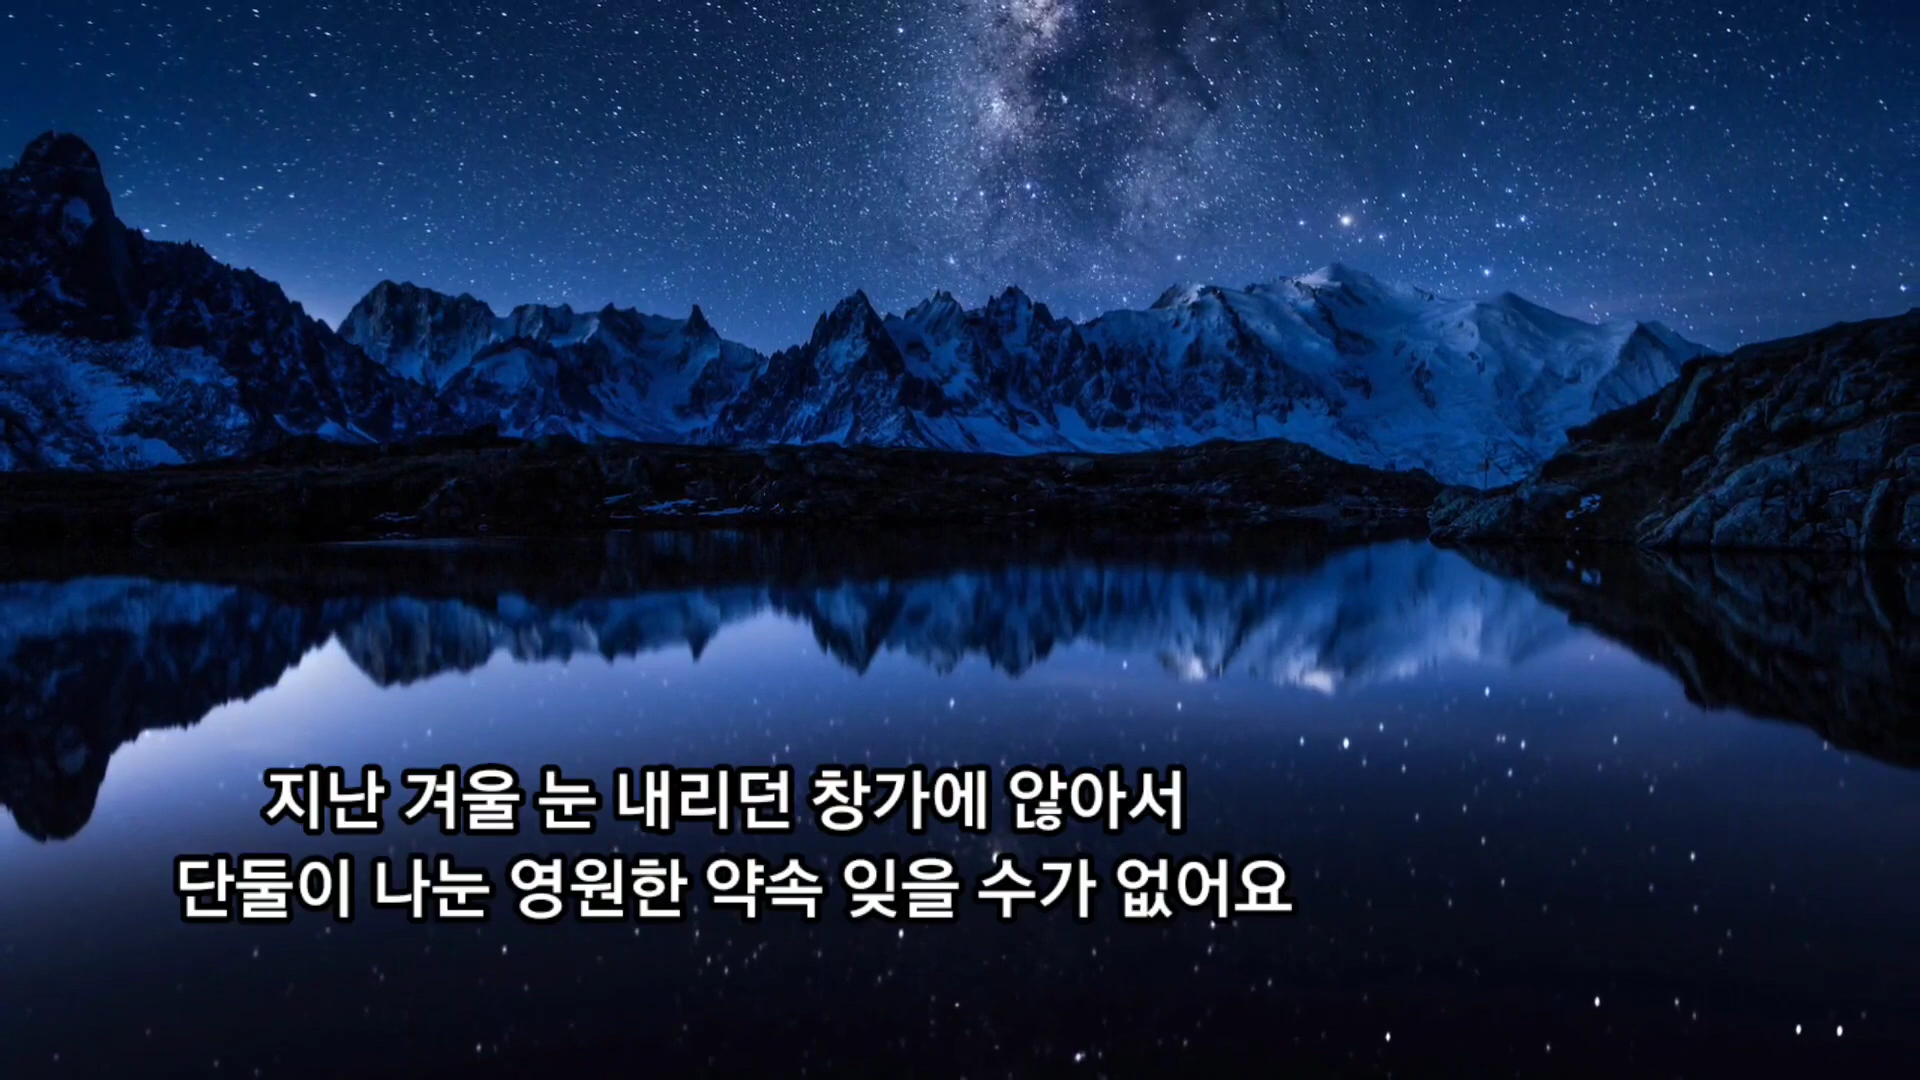 지난 겨울 눈 내리던 창가에 않아서
단둘이 나눈 영원한 약속 잊을 수가 없어요